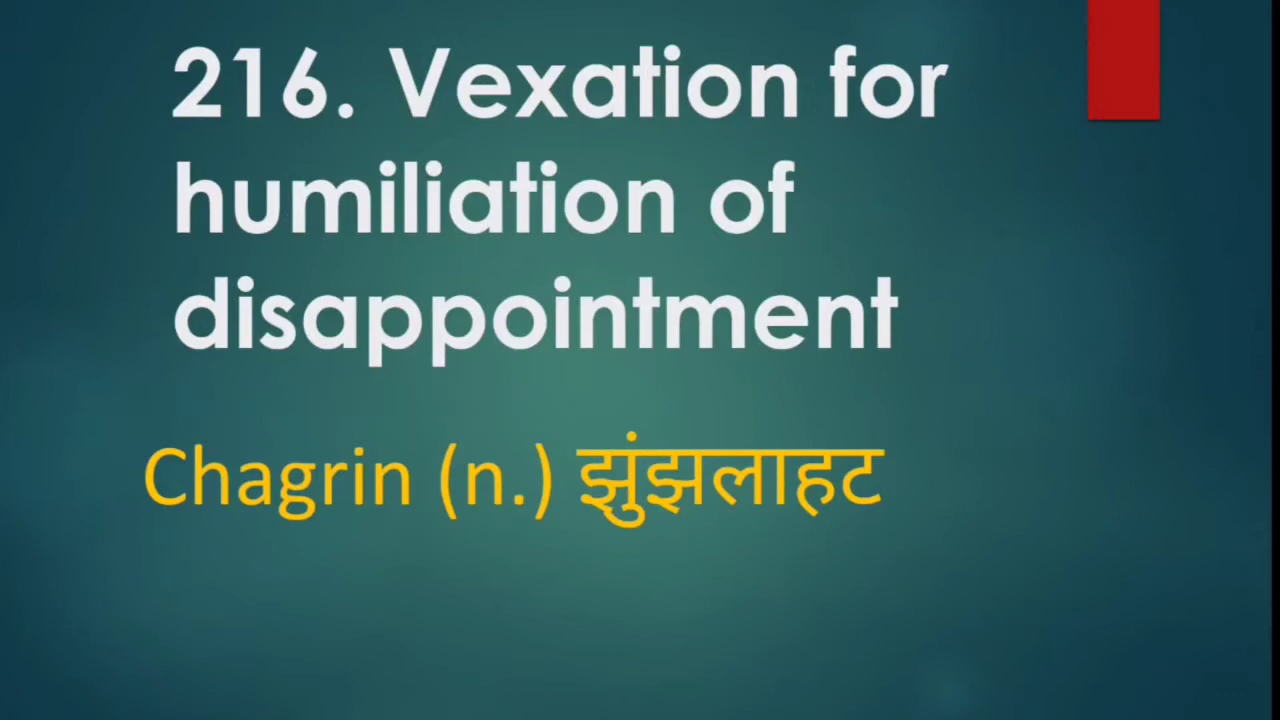 216. Vexation for
humiliation of
disappointment
Chagrin (n.) झुंझलाहट